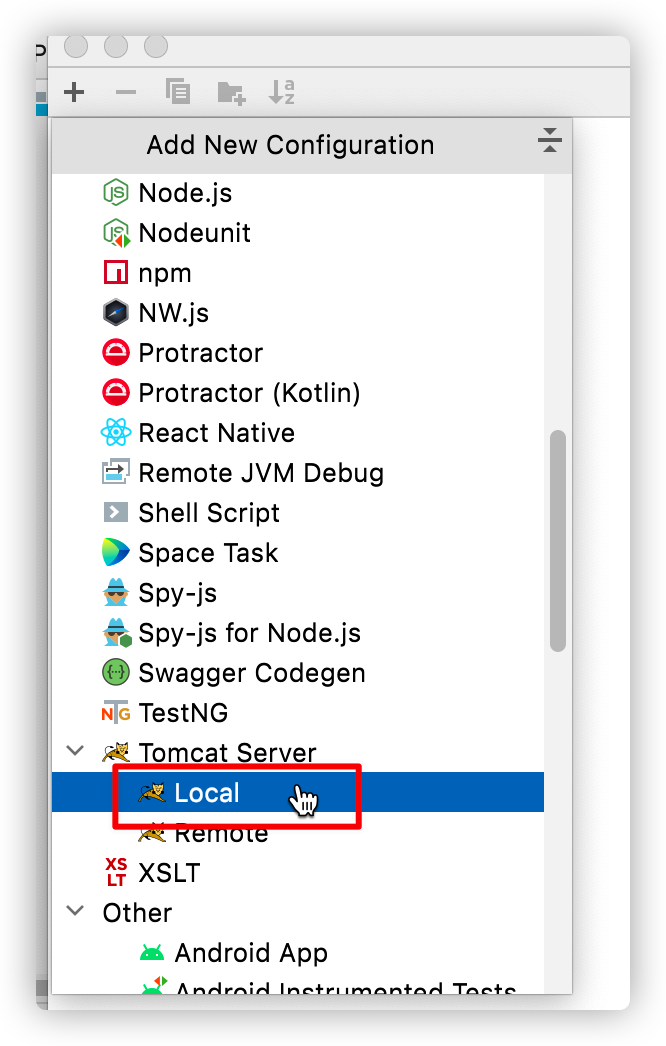 P
Add New Configuration
Node.js
Nodeunit
npm
NW.js
Protractor
Protractor (Kotlin)
React Native
Remote JVM Debug
Shell Script
Space Task
Spy-js
Spy-js for Node.js
Swagger Codegen
TestNG
Tomcat Server
Local
Remote
XSLT
Other
Android App
Android Instrumented Tests